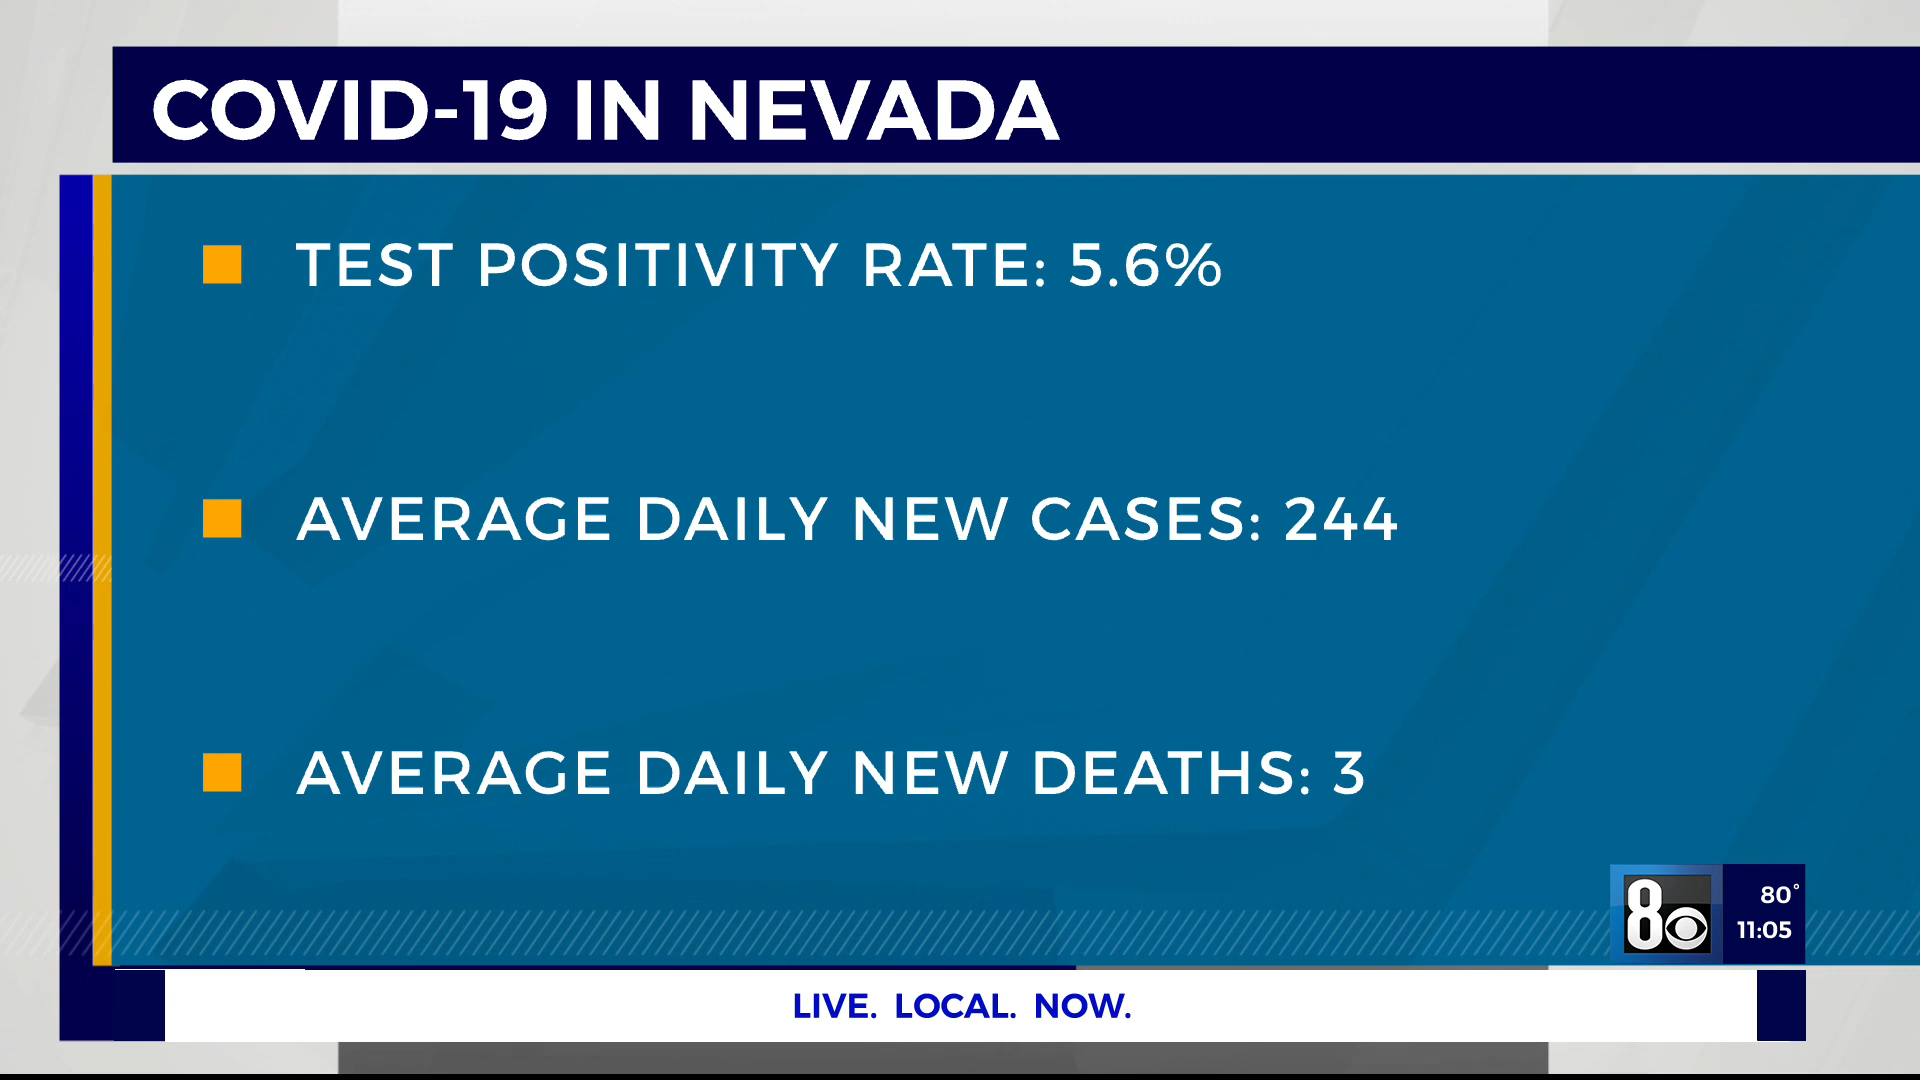 COVID-19 IN NEVADA
TEST POSITIVITY RATE: 5.6%
AVERAGE DAILY NEW CASES: 244
AVERAGE DAILY NEW DEATHS: 3
8
80°
11:05
LIVE. LOCAL. NOW.